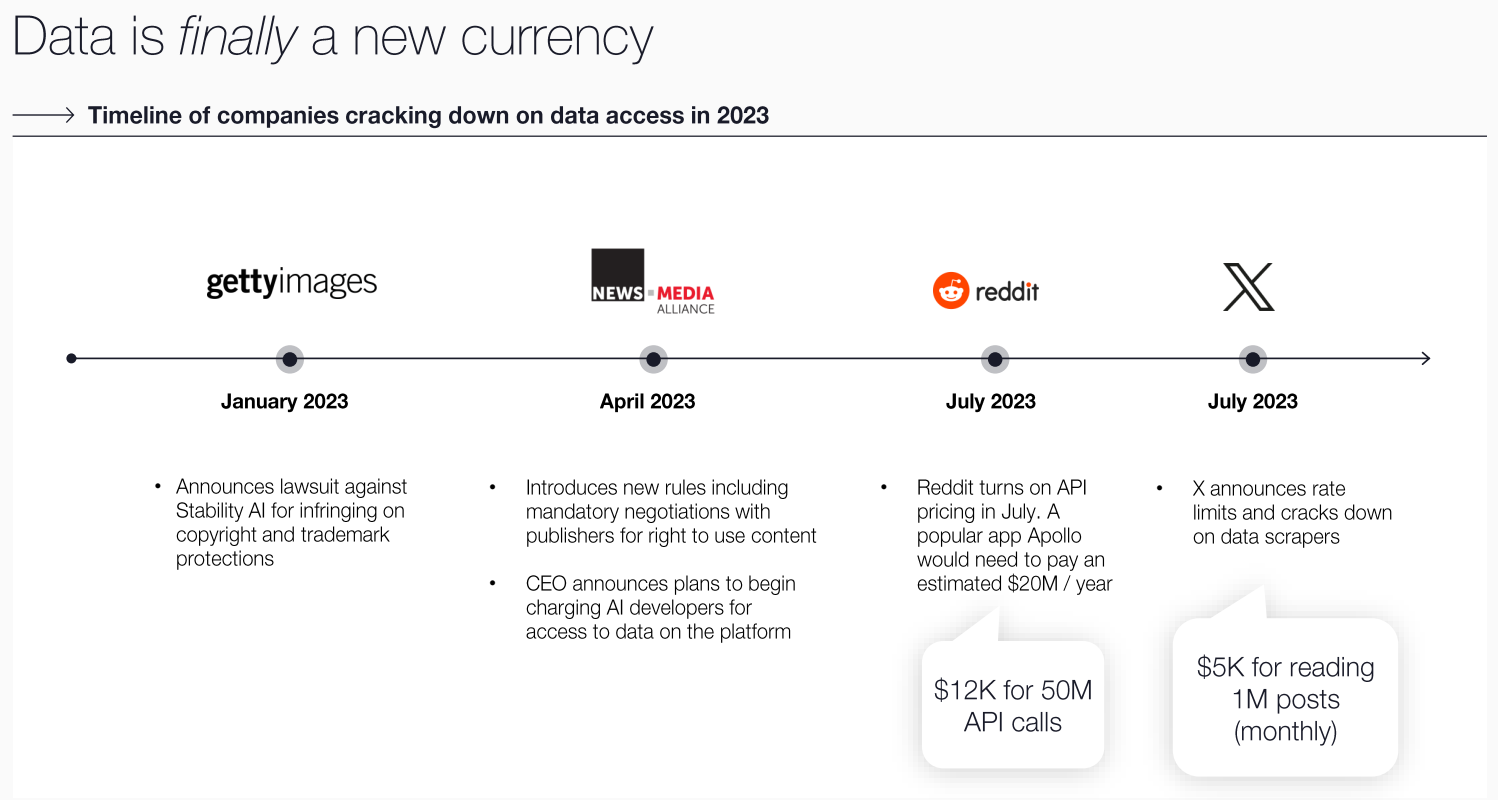 Data is finally a new currency
Timeline of companies cracking down on data access in 2023
gettyimages
NEWS MEDIA
ALLIANCE
reddit
X
January 2023
April 2023
July 2023
July 2023
• Announces lawsuit against
Stability AI for infringing on
copyright and trademark
protections
• Introduces new rules including
mandatory negotiations with
publishers for right to use content
• CEO announces plans to begin
charging AI developers for
access to data on the platform
• Reddit turns on API
pricing in July. A
popular app Apollo
would need to pay an
estimated $20M / year
$12K for 50M
API calls
• X announces rate
limits and cracks down
on data scrapers
$5K for reading
1M posts
(monthly)